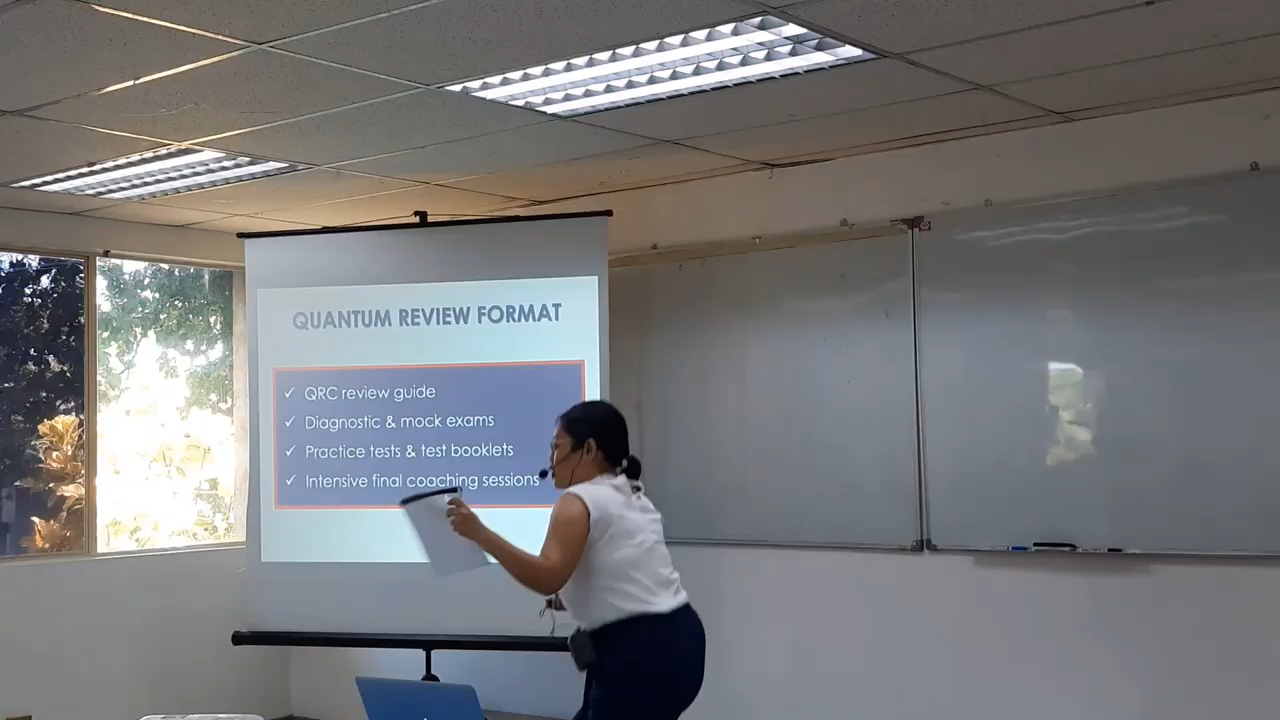 QUANTUM REVIEW FORMAT
✓ QRC review guide
✓ Diagnostic & mock exams
✓ Practice tests & test booklets
✓ Intensive final coaching sessions